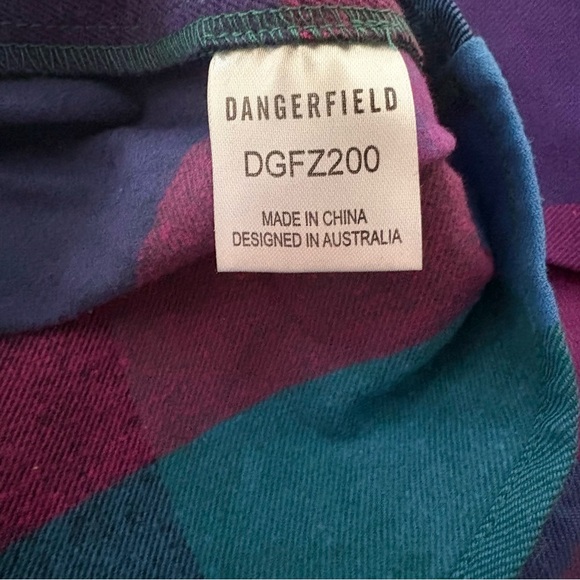 DANGERFIELD
DGFZ200
MADE IN CHINA
DESIGNED IN AUSTRALIA